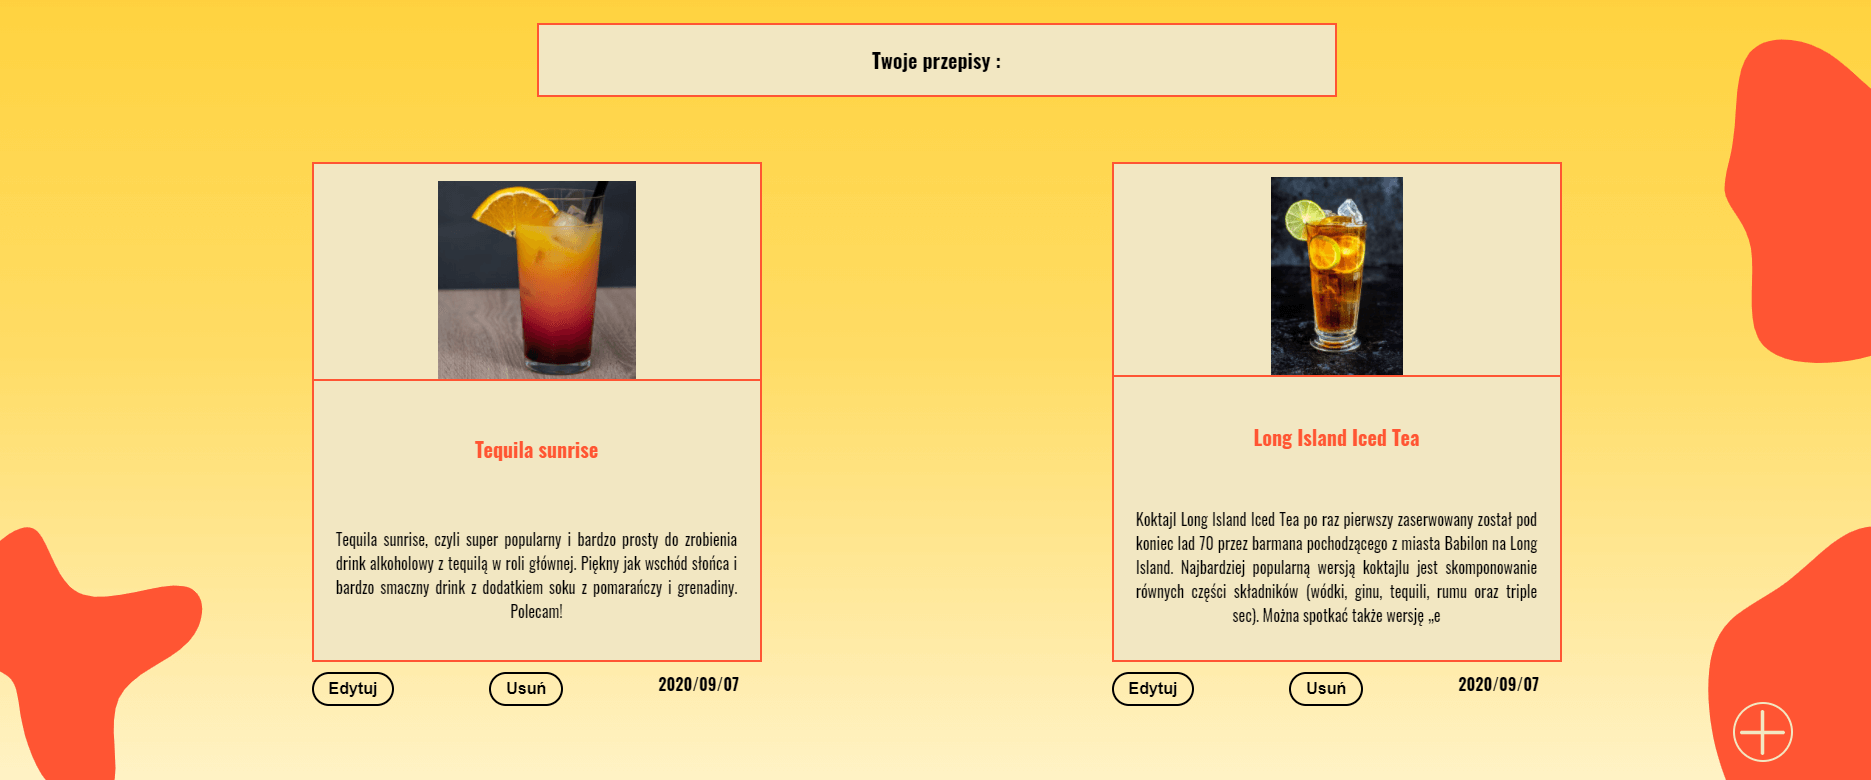 Twoje przepisy :
Tequila sunrise
Tequila sunrise, czyli super popularny i bardzo prosty do zrobienia
drink alkoholowy z tequilą w roli głównej. Piękny jak wschód słońca i
bardzo smaczny drink z dodatkiem soku z pomarańczy i grenadiny.
Polecam!
Edytuj
Usuń
2020/09/07
Long Island Iced Tea
Koktajl Long Island Iced Tea po raz pierwszy zaserwowany został pod
koniec lad 70 przez barmana pochodzącego z miasta Babilon na Long
Island. Najbardziej popularną wersją koktajlu jest skomponowanie
równych części składników (wódki, ginu, tequili, rumu oraz triple
sec). Można spotkać także wersję „e
Edytuj
Usuń
2020/09/07